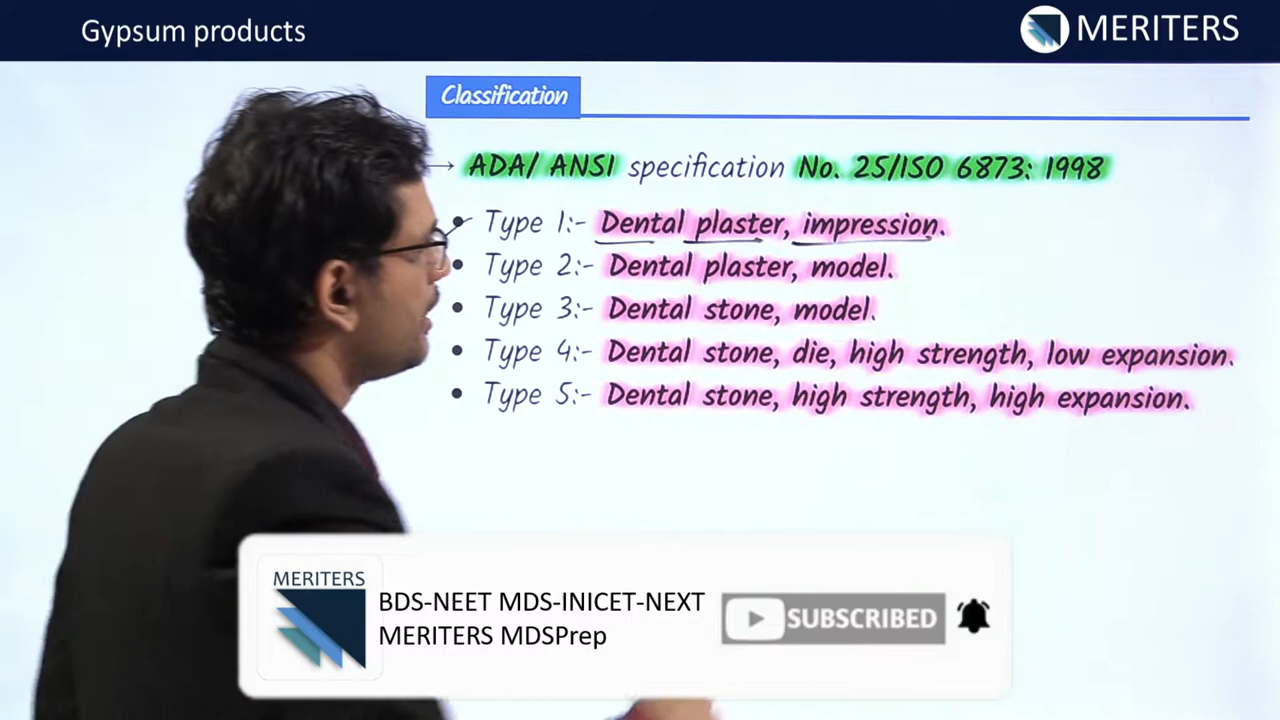 Gypsum products
MERITERS
Classification
→ ADA/ ANSI specification No. 25/ISO 6873: 1998
• Type 1:- Dental plaster, impression.
• Type 2:- Dental plaster, model.
• Type 3:- Dental stone, model.
• Type 4:- Dental stone, die, high strength, low expansion.
• Type 5:- Dental stone, high strength, high expansion.
MERITERS
BDS-NEET MDS-INICET-NEXT
MERITERS MDSPrep
SUBSCRIBED